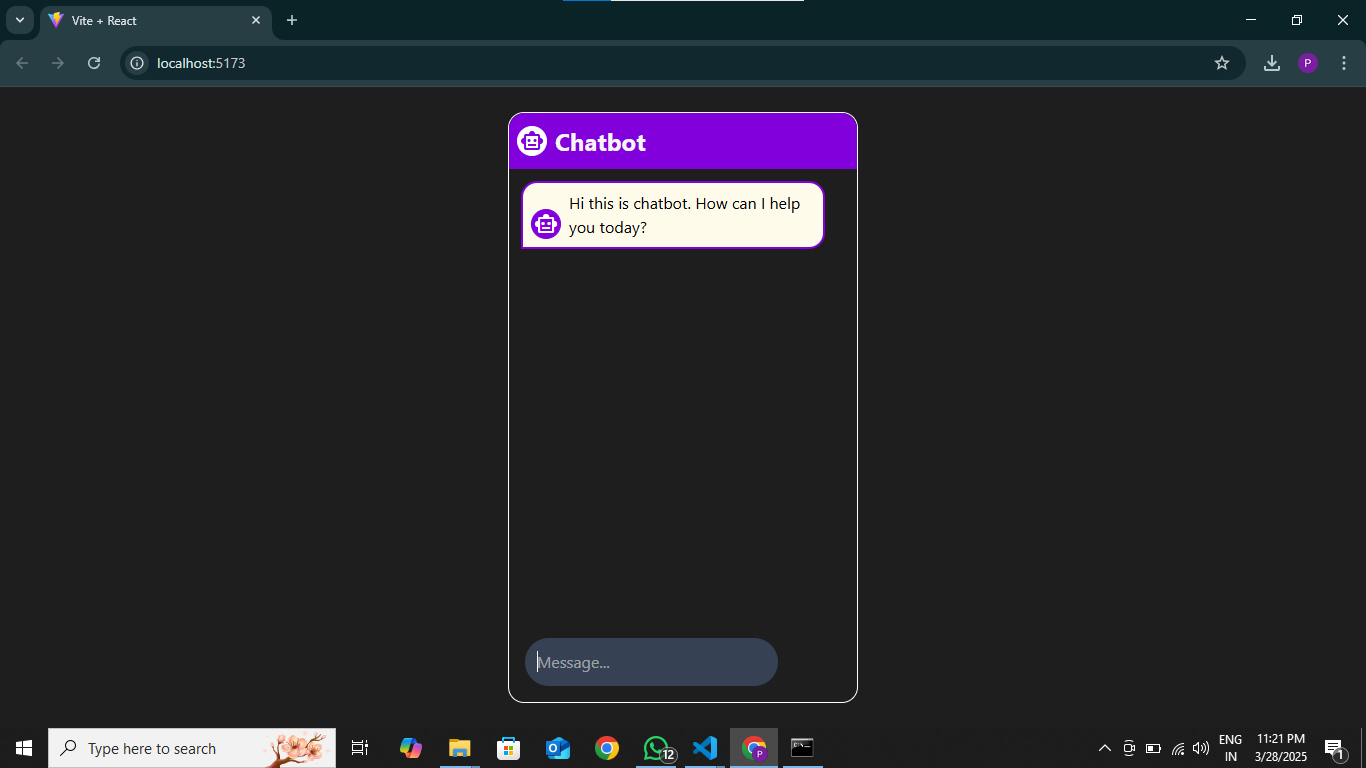 Vite + React
localhost:5173
P
Chatbot
Hi this is chatbot. How can I help
you today?
Message...
Type here to search
12
P
ENG
IN
11:21 PM
3/28/2025
1